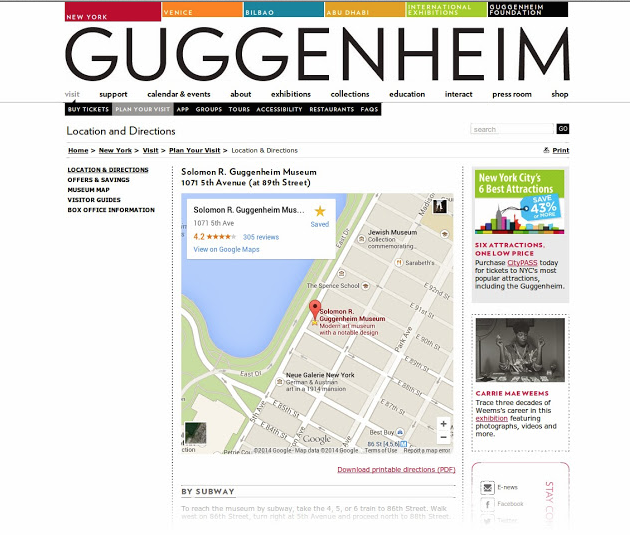 NEW YORK
VENICE
BILBAO
ABU DHABI
INTERNATIONAL
EXHIBITIONS
GUGGENHEIM
FOUNDATION
GUGGENHEIM
visit support calendar & events about exhibitions collections education interact press room shop
BUY TICKETS PLAN YOUR VISIT APP GROUPS TOURS ACCESSIBILITY RESTAURANTS FAQS
Location and Directions
search GO
Home > New York > Visit > Plan Your Visit > Location & Directions
Print
LOCATION & DIRECTIONS
OFFERS & SAVINGS
MUSEUM MAP
VISITOR GUIDES
BOX OFFICE INFORMATION
Solomon R. Guggenheim Museum
1071 5th Avenue (at 89th Street)
Solomon R. Guggenheim Mus...
1071 5th Ave
Saved
4.2 305 reviews
View on Google Maps
Madison
East Dr
Jewish Museum
Collection
commemorating...
Sarabeth's
E 92nd St
The Spence School
E 91st St
Solomon R.
Guggenheim Museum
Modern art museum
with a notable design
E 90th St
Park Ave
E 89th St
E 88th St
East Dr
Neue Galerie New York
German & Austrian
art in a 1914 mansion
E 87th St
5th Ave
E 85th St
E 84th St
Best Buy
86 St [4,5,6]
Google
©2014 Google - Map data ©2014 Google Terms of Use Report a map error
Download printable directions (PDF)
BY SUBWAY
To reach the museum by subway, take the 4, 5, or 6 train to 86th Street. Walk
west on 86th Street, turn right at 5th Avenue and proceed north to 88th Street.
New York City's
6 Best Attractions
SAVE
43%
OR MORE
SIX ATTRACTIONS,
ONE LOW PRICE
Purchase CityPASS today
for tickets to NYC's most
popular attractions,
including the Guggenheim.
CARRIE MAE WEEMS
Trace three decades of
Weems's career in this
exhibition featuring
photographs, videos and
more.
E-news
Facebook
Twitter
STAY CO